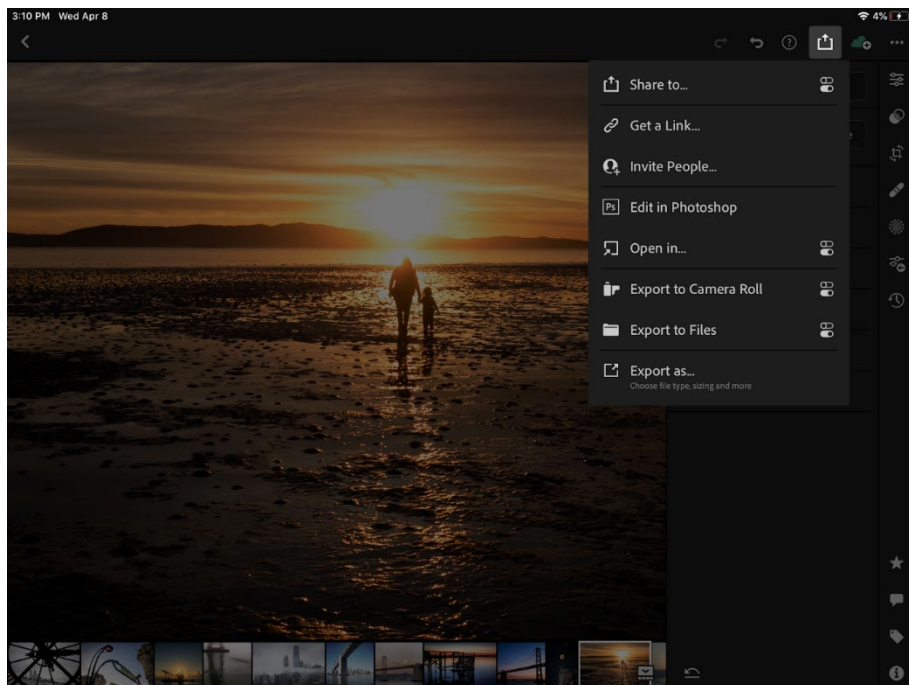 3:10 PM Wed Apr 8
4%
Share to...
Get a Link...
Invite People...
Ps Edit in Photoshop
Open in...
Export to Camera Roll
Export to Files
Export as...
Choose file type, sizing and more